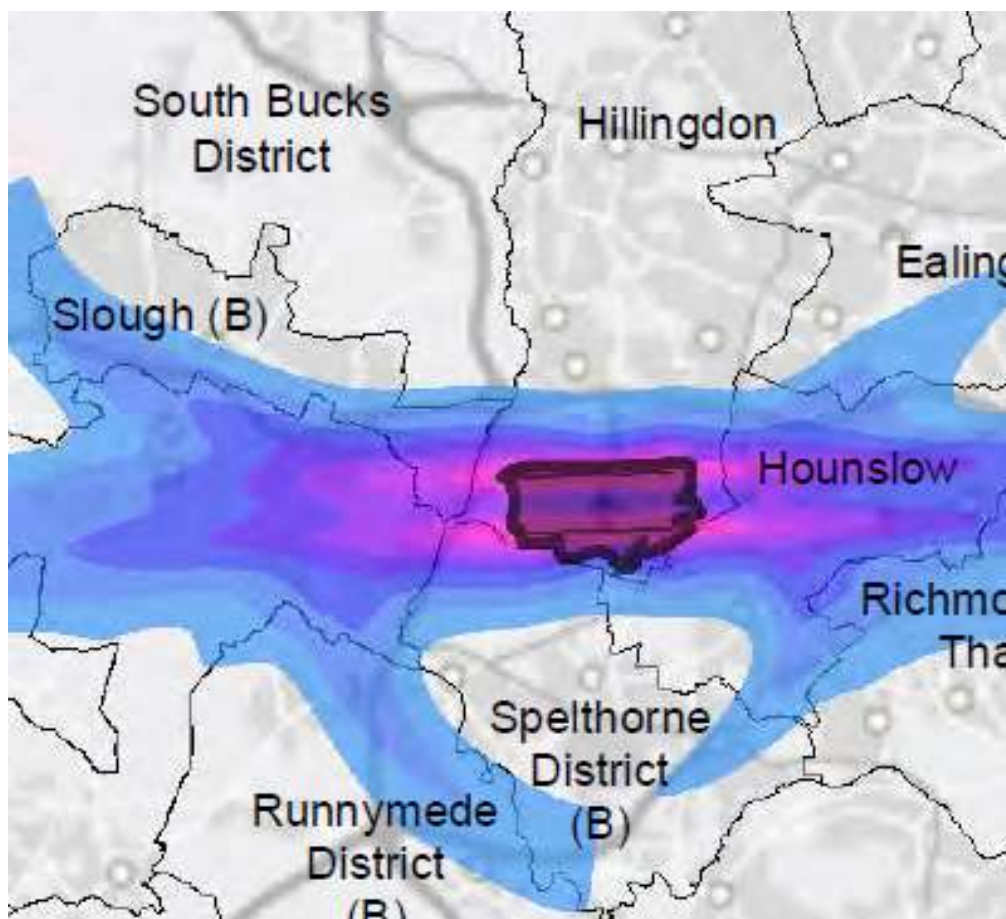 South Bucks
District
Hillingdon
Ealing
Slough (B)
Hounslow
Richmo
Tha
Spelthorne
District
(B)
Runnymede
District
(B)